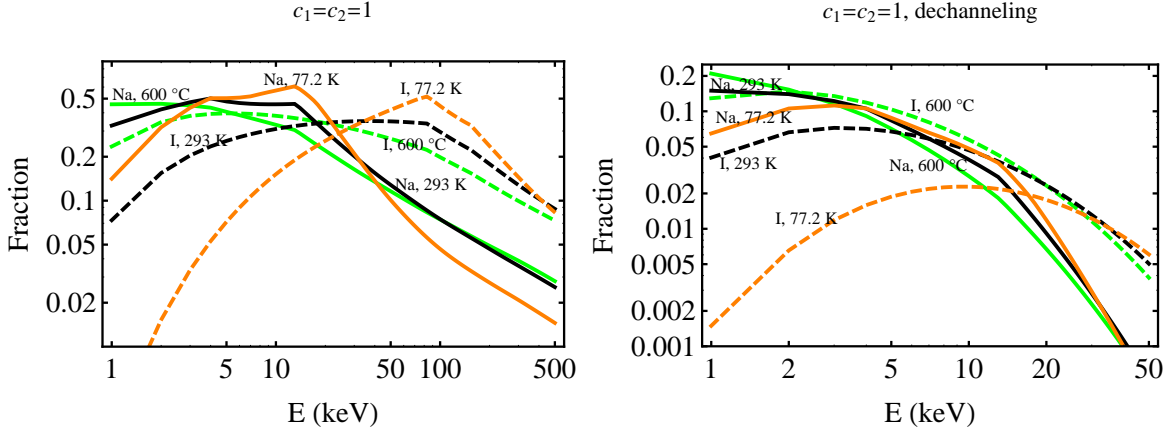 c₁=c₂=1
Fraction
0.5
0.2
0.1
0.05
0.02
Na, 600 °C
Na, 77.2 K
I, 77.2 K
I, 293 K
I, 600 °C
Na, 293 K
1 5 10 50 100 500
E (keV)
c₁=c₂=1, dechanneling
Fraction
0.2
0.1
0.05
0.02
0.01
0.005
0.002
0.001
Na, 293 K
I, 600 °C
Na, 77.2 K
I, 293 K
Na, 600 °C
I, 77.2 K
1 2 5 10 20 50
E (keV)